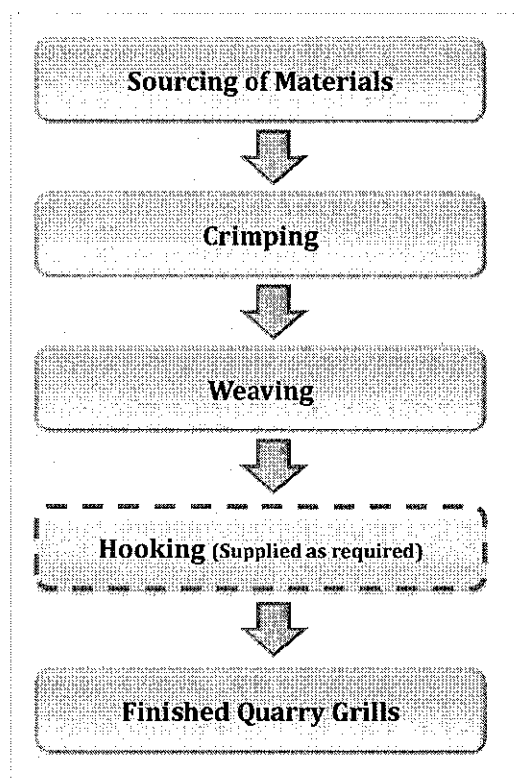 Sourcing of Materials
Crimping
Weaving
Hooking (Supplied as required)
Finished Quarry Grills